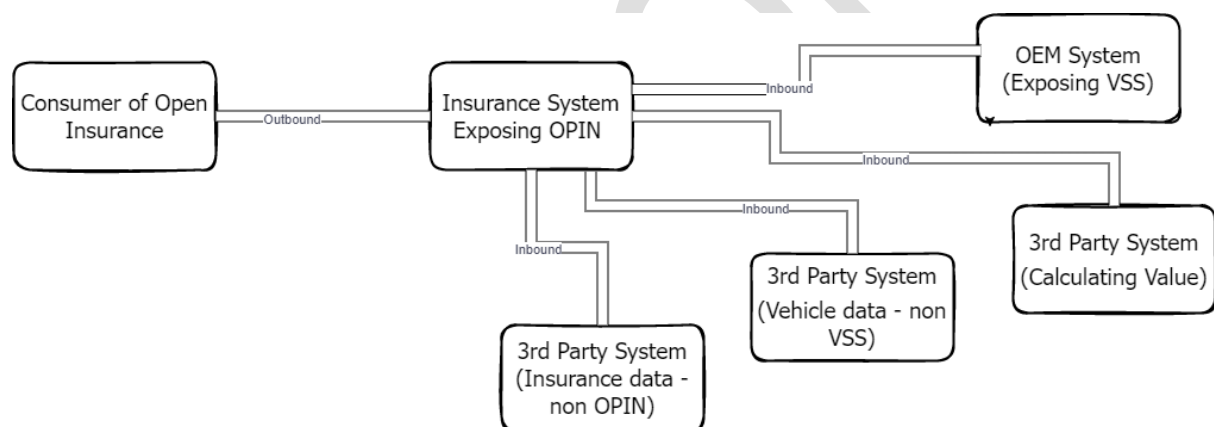 Consumer of Open
Insurance
Outbound
Insurance System
Exposing OPIN
Inbound
OEM System
(Exposing VSS)
Inbound
3rd Party System
(Calculating Value)
Inbound
3rd Party System
(Vehicle data - non
VSS)
Inbound
3rd Party System
(Insurance data -
non OPIN)